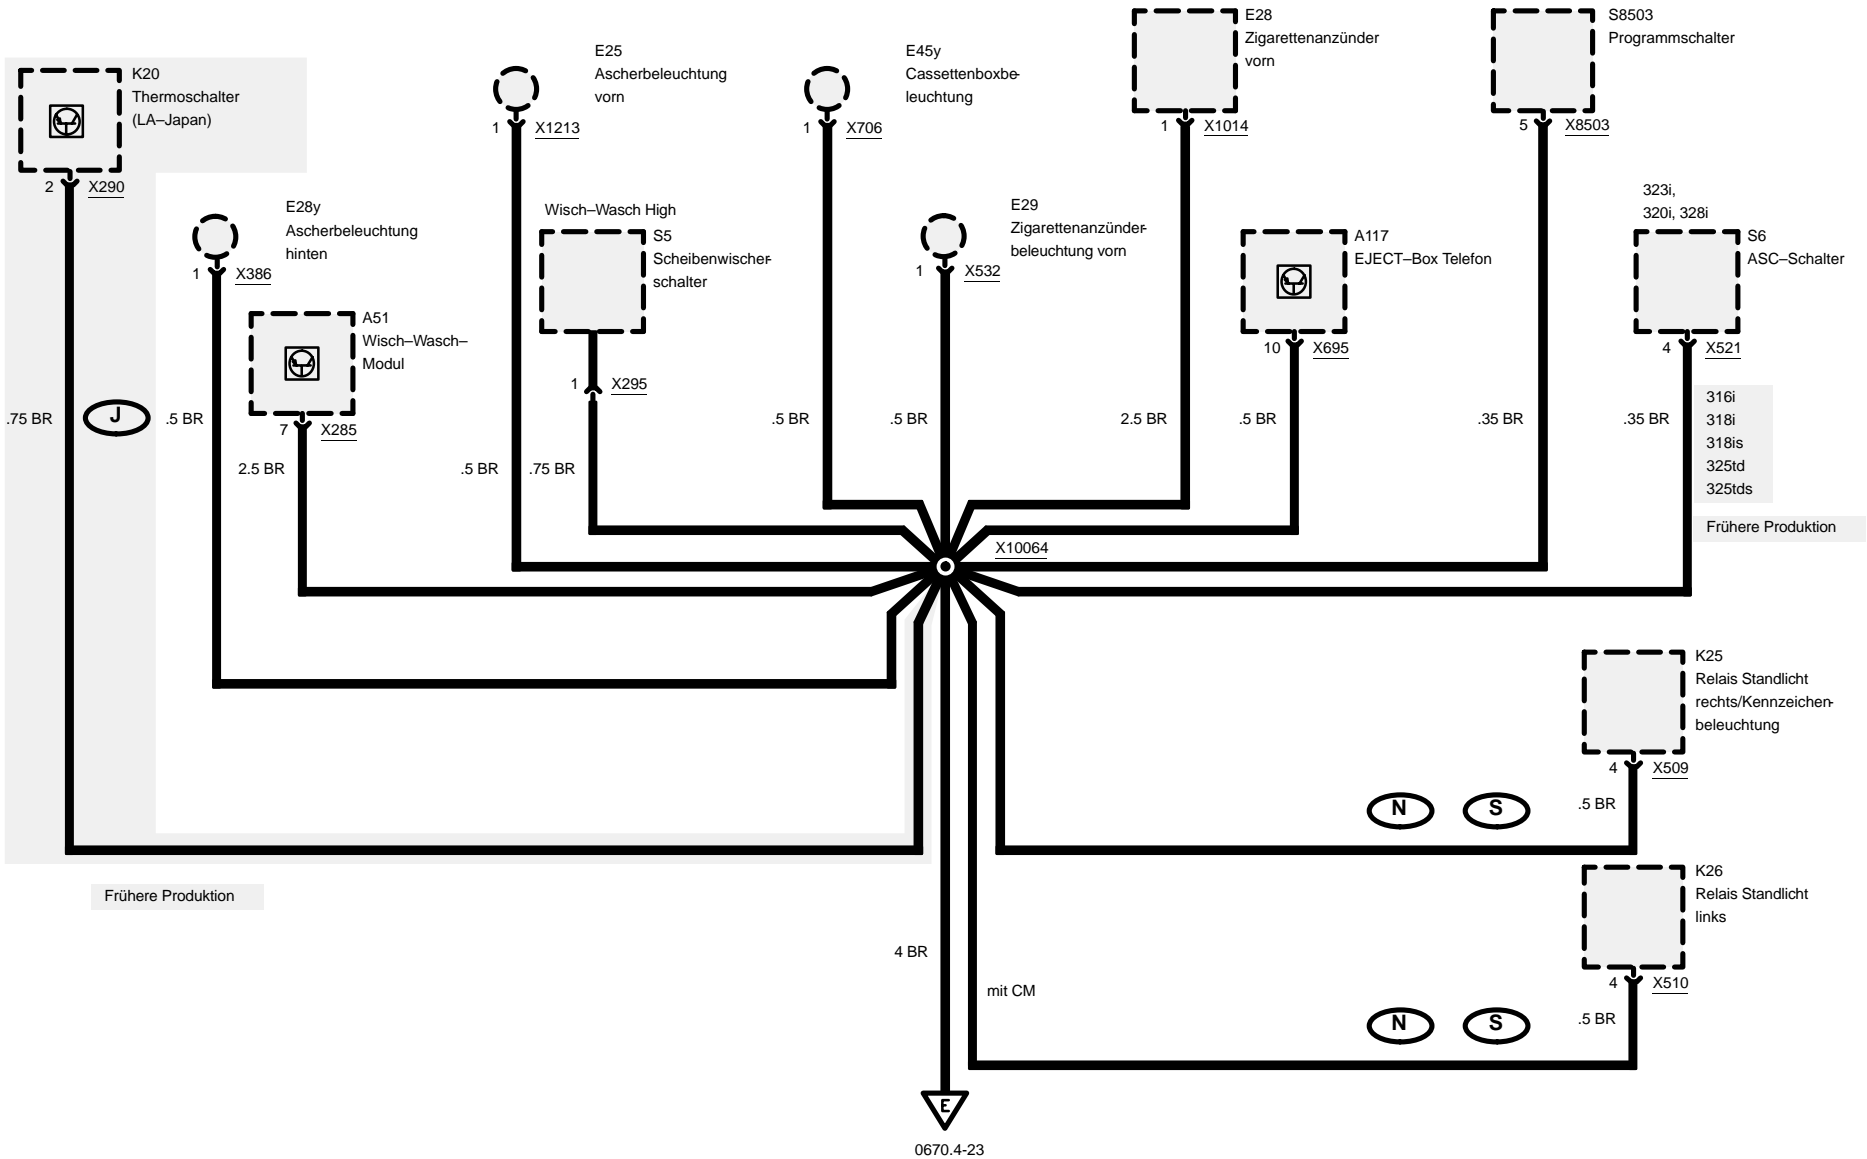 K20
Thermoschalter
(LA–Japan)
2 X290
.75 BR
J
Frühere Produktion
E28y
Ascherbeleuchtung
hinten
1 X386
.5 BR
A51
Wisch–Wasch–
Modul
7 X285
2.5 BR
E25
Ascherbeleuchtung
vorn
1 X1213
.5 BR
Wisch–Wasch High
S5
Scheibenwischer-
schalter
1 X295
.75 BR
E45y
Cassettenboxbe-
leuchtung
1 X706
.5 BR
E29
Zigarettenanzünder-
beleuchtung vorn
1 X532
.5 BR
E28
Zigarettenanzünder
vorn
1 X1014
2.5 BR
A117
EJECT–Box Telefon
10 X695
.5 BR
S8503
Programmschalter
5 X8503
.35 BR
323i,
320i, 328i
S6
ASC–Schalter
4 X521
.35 BR
316i
318i
318is
325td
325tds
Frühere Produktion
X10064
K25
Relais Standlicht
rechts/Kennzeichen-
beleuchtung
4 X509
.5 BR
N S
K26
Relais Standlicht
links
4 X510
.5 BR
N S
4 BR
mit CM
E
0670.4-23